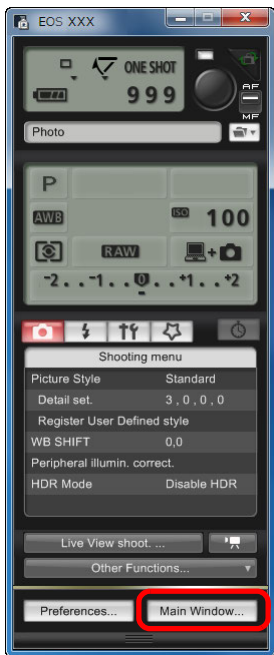 EOS XXX
ONE SHOT
999
AF
MF
Photo
P
AWB
ISO 100
RAW
+
-2..-1..0..+1..+2
Shooting menu
Picture Style Standard
Detail set. 3 , 0 , 0 , 0
Register User Defined style
WB SHIFT 0,0
Peripheral illumin. correct.
HDR Mode Disable HDR
Live View shoot. ...
Other Functions...
Preferences... Main Window...